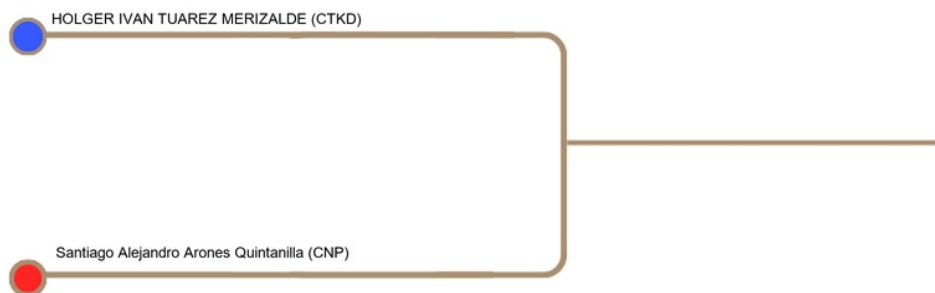 HOLGER IVAN TUAREZ MERIZALDE (CTKD)
Santiago Alejandro Arones Quintanilla (CNP)